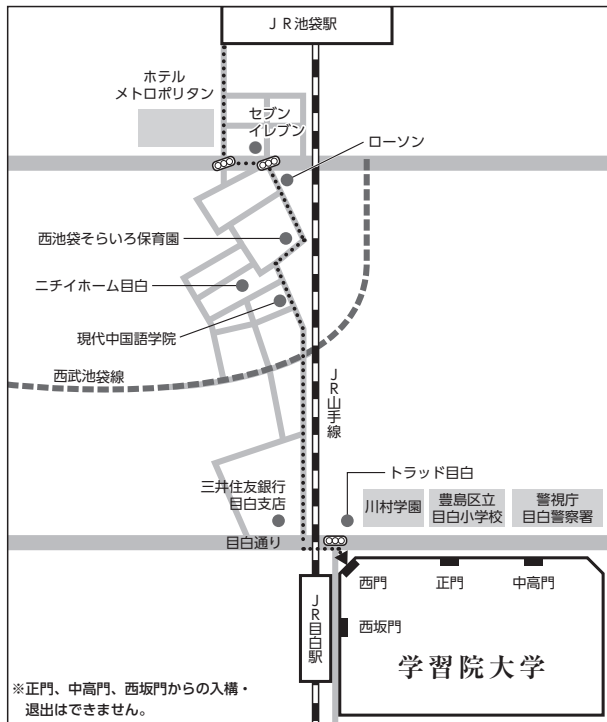 ＪＲ池袋駅
ホテル
メトロポリタン
セブン
イレブン
ローソン
西池袋そらいろ保育園
ニチイホーム目白
現代中国語学院
西武池袋線
ＪＲ山手線
三井住友銀行
目白支店
トラッド目白
川村学園
豊島区立
目白小学校
警視庁
目白警察署
目白通り
西門
正門
中高門
ＪＲ目白駅
西坂門
学習院大学
※正門、中高門、西坂門からの入構・
退出はできません。